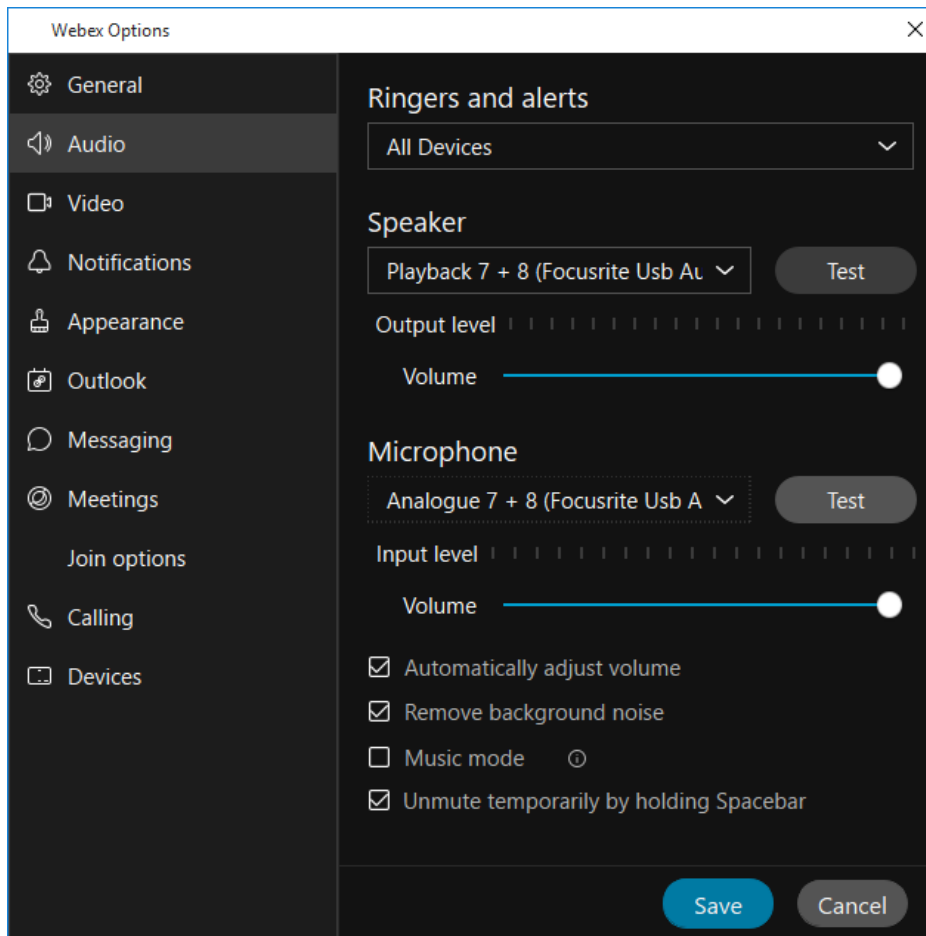 Webex Options
General
Audio
Video
Notifications
Appearance
Outlook
Messaging
Meetings
Join options
Calling
Devices
Ringers and alerts
All Devices
Speaker
Playback 7 + 8 (Focusrite Usb Au
Test
Output level
Volume
Microphone
Analogue 7 + 8 (Focusrite Usb A
Test
Input level
Volume
Automatically adjust volume
Remove background noise
Music mode
Unmute temporarily by holding Spacebar
Save
Cancel